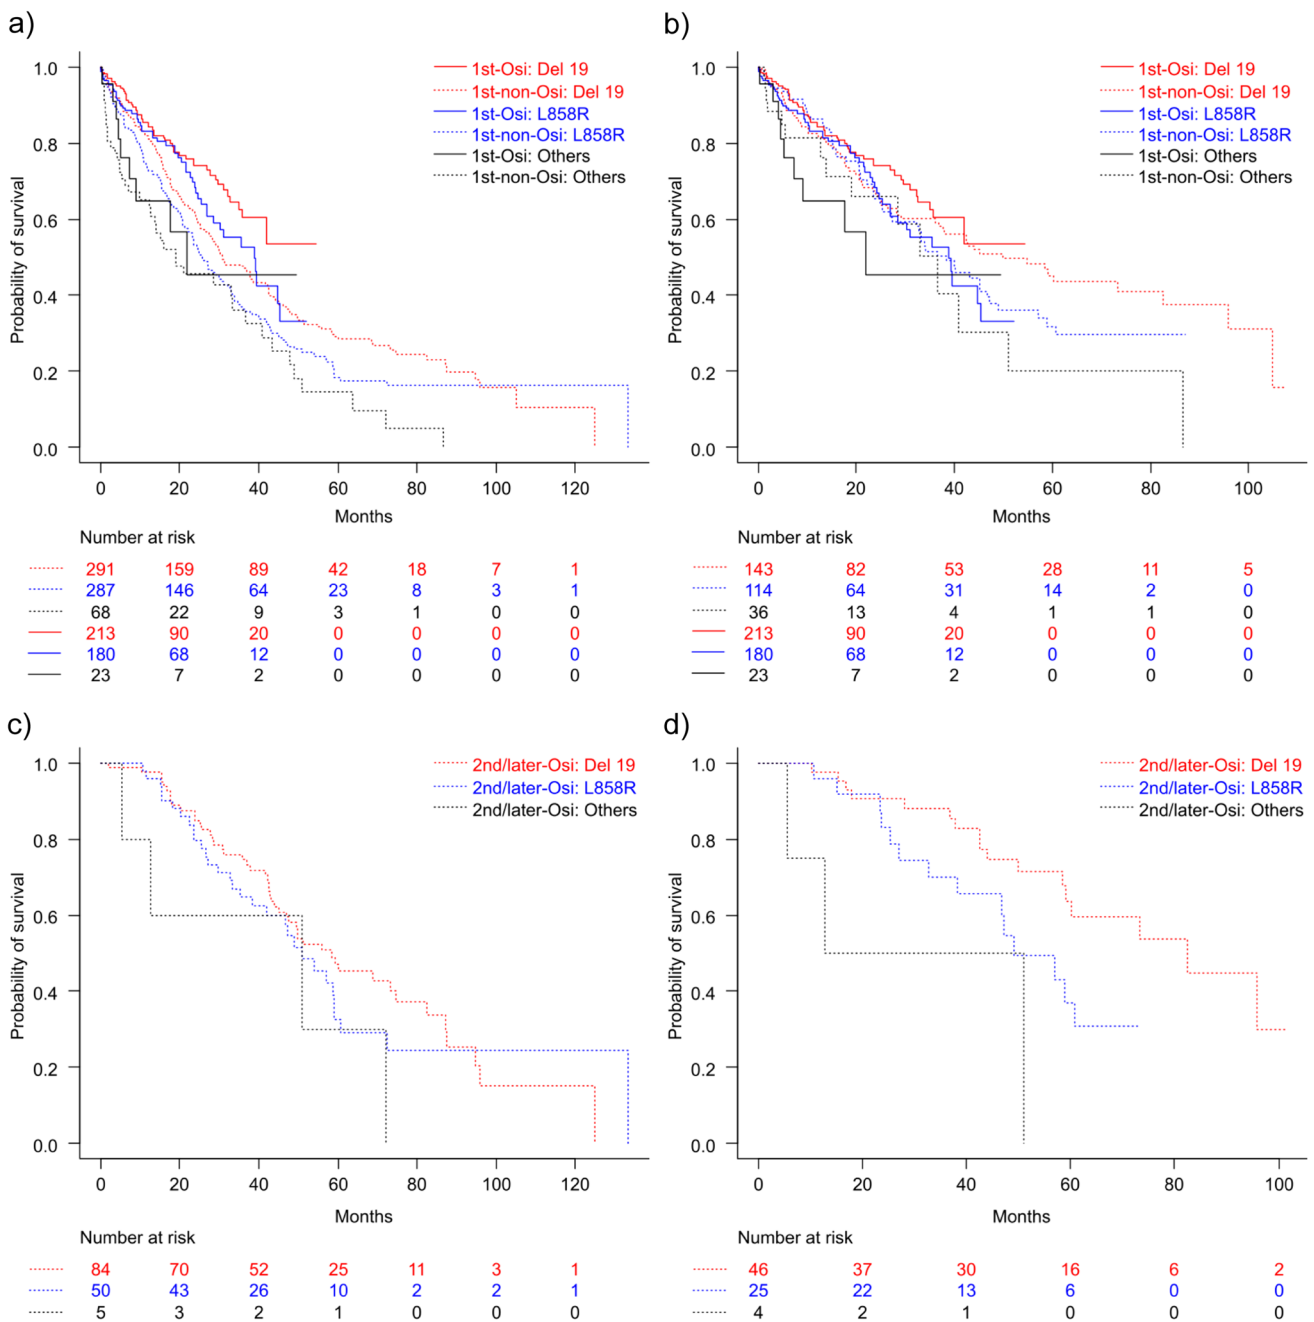 a)
1st-Osi: Del 19
1st-non-Osi: Del 19
1st-Osi: L858R
1st-non-Osi: L858R
1st-Osi: Others
1st-non-Osi: Others
Probability of survival
1.0
0.8
0.6
0.4
0.2
0.0
0 20 40 60 80 100 120
Months
Number at risk
291 159 89 42 18 7 1
287 146 64 23 8 3 1
68 22 9 3 1 0 0
213 90 20 0 0 0 0
180 68 12 0 0 0 0
23 7 2 0 0 0 0
b)
1st-Osi: Del 19
1st-non-Osi: Del 19
1st-Osi: L858R
1st-non-Osi: L858R
1st-Osi: Others
1st-non-Osi: Others
Probability of survival
1.0
0.8
0.6
0.4
0.2
0.0
0 20 40 60 80 100
Months
Number at risk
143 82 53 28 11 5
114 64 31 14 2 0
36 13 4 1 1 0
213 90 20 0 0 0
180 68 12 0 0 0
23 7 2 0 0 0
c)
2nd/later-Osi: Del 19
2nd/later-Osi: L858R
2nd/later-Osi: Others
Probability of survival
1.0
0.8
0.6
0.4
0.2
0.0
0 20 40 60 80 100 120
Months
Number at risk
84 70 52 25 11 3 1
50 43 26 10 2 2 1
5 3 2 1 0 0 0
d)
2nd/later-Osi: Del 19
2nd/later-Osi: L858R
2nd/later-Osi: Others
Probability of survival
1.0
0.8
0.6
0.4
0.2
0.0
0 20 40 60 80 100
Months
Number at risk
46 37 30 16 6 2
25 22 13 6 0 0
4 2 1 0 0 0